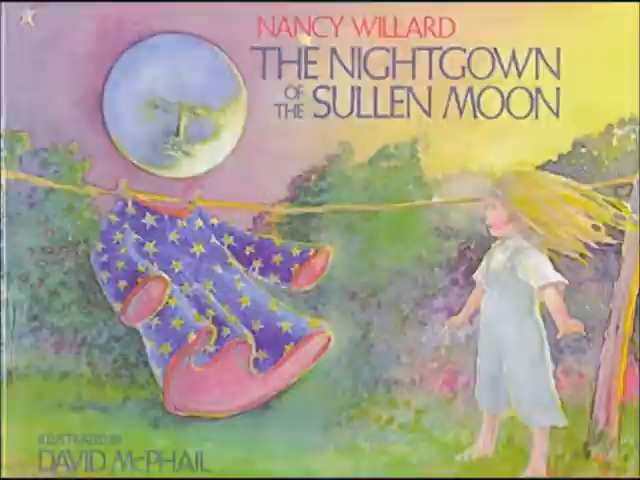 NANCY WILLARD
THE NIGHTGOWN
OF THE SULLEN MOON
ILLUSTRATED BY
DAVID McPHAIL